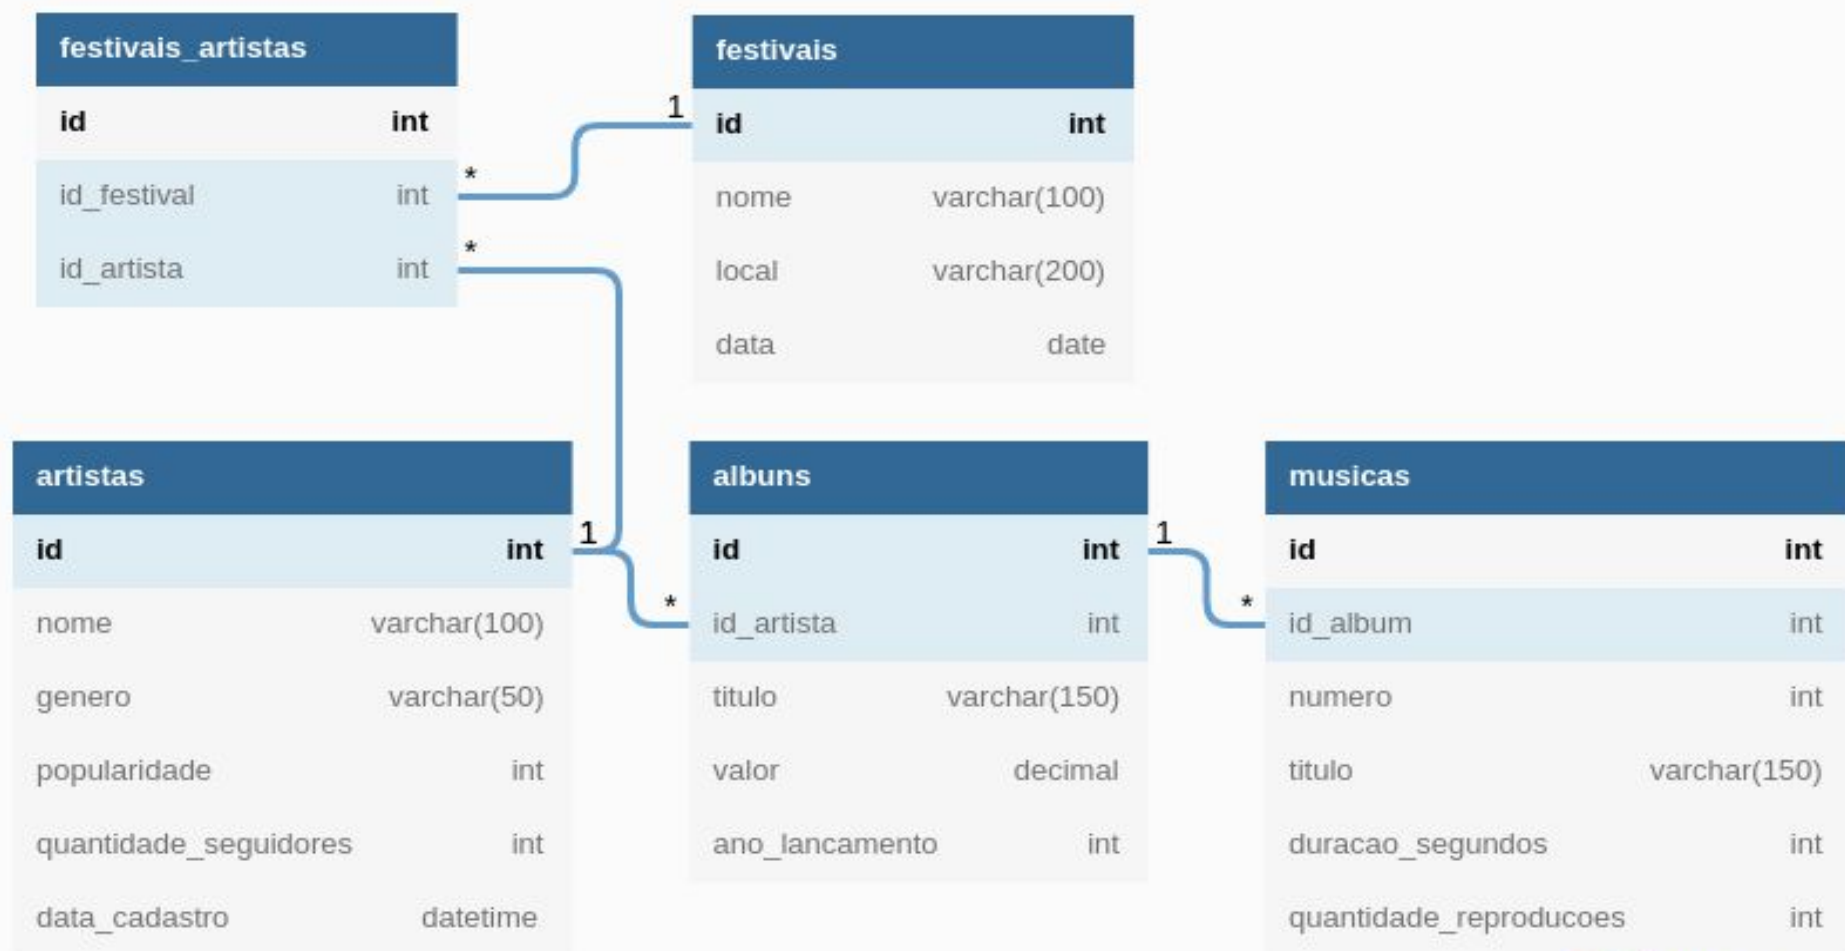 festivais_artistas
id int
id_festival int
id_artista int
festivais
id int
nome varchar(100)
local varchar(200)
data date
1
*
*
artistas
id int
nome varchar(100)
genero varchar(50)
popularidade int
quantidade_seguidores int
data_cadastro datetime
1
*
albuns
id int
id_artista int
titulo varchar(150)
valor decimal
ano_lancamento int
1
*
musicas
id int
id_album int
numero int
titulo varchar(150)
duracao_segundos int
quantidade_reproducoes int